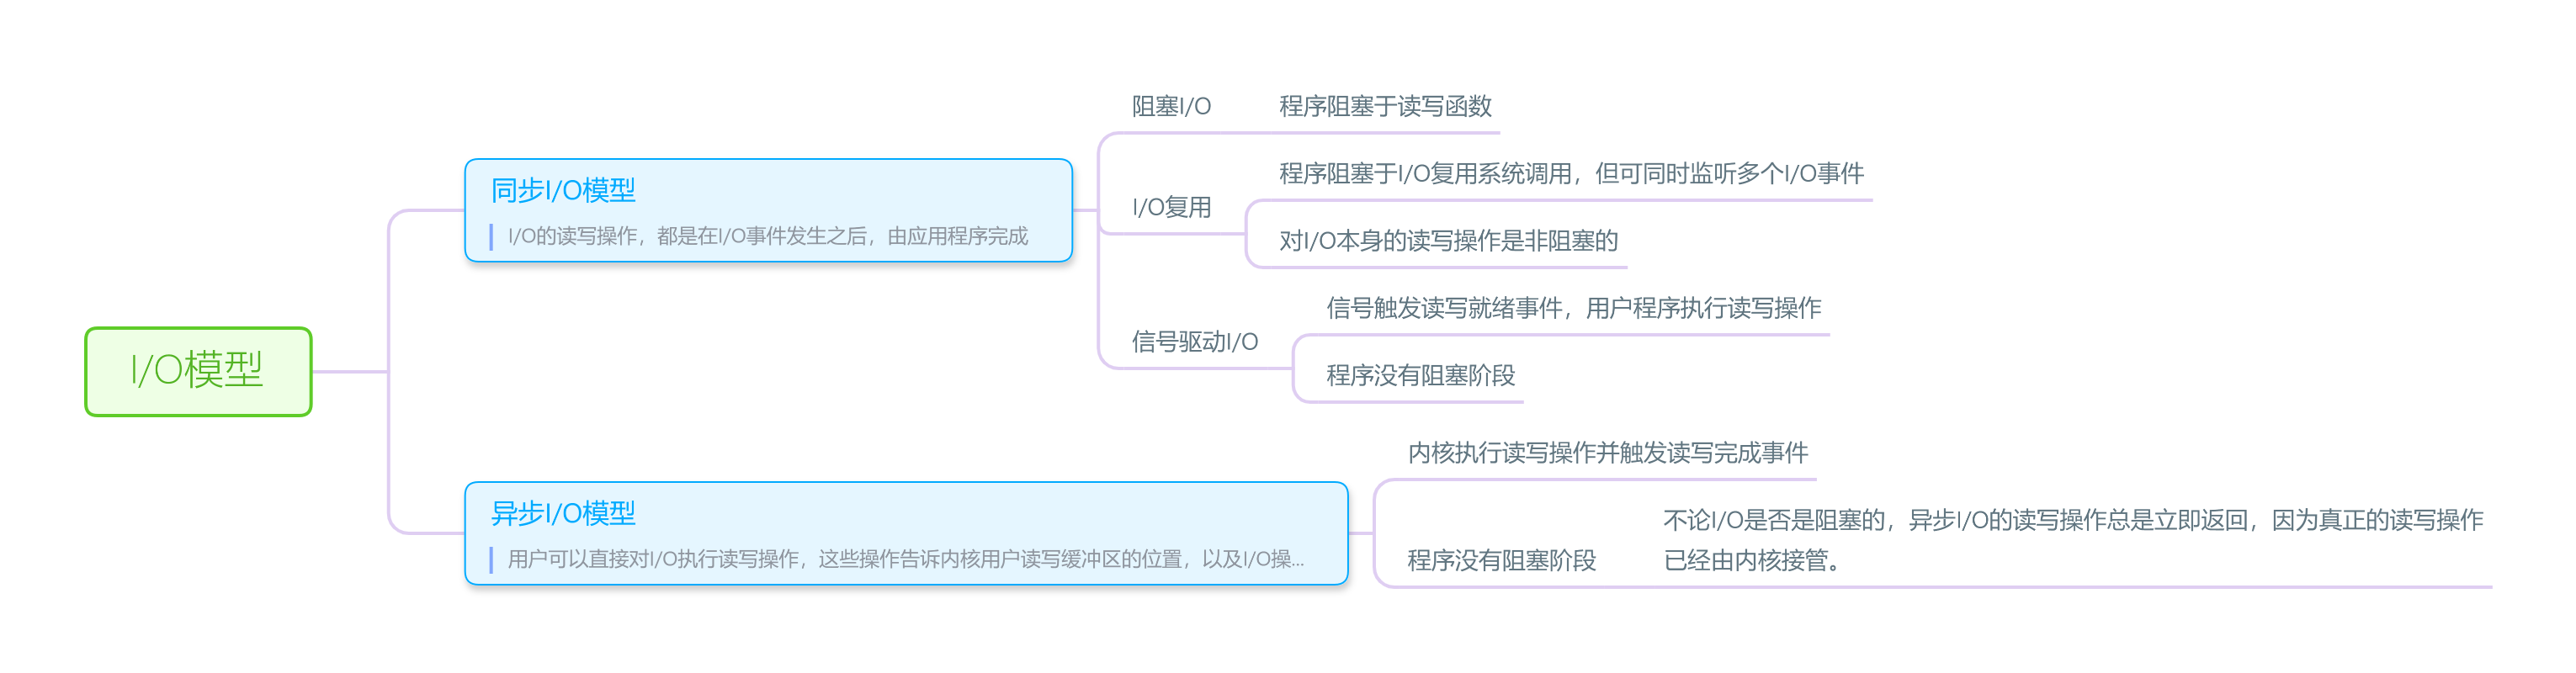 I/O模型
同步I/O模型
I/O的读写操作，都是在I/O事件发生之后，由应用程序完成
阻塞I/O
程序阻塞于读写函数
I/O复用
程序阻塞于I/O复用系统调用，但可同时监听多个I/O事件
对I/O本身的读写操作是非阻塞的
信号驱动I/O
信号触发读写就绪事件，用户程序执行读写操作
程序没有阻塞阶段
异步I/O模型
用户可以直接对I/O执行读写操作，这些操作告诉内核用户读写缓冲区的位置，以及I/O操...
内核执行读写操作并触发读写完成事件
程序没有阻塞阶段
不论I/O是否是阻塞的，异步I/O的读写操作总是立即返回，因为真正的读写操作
已经由内核接管。